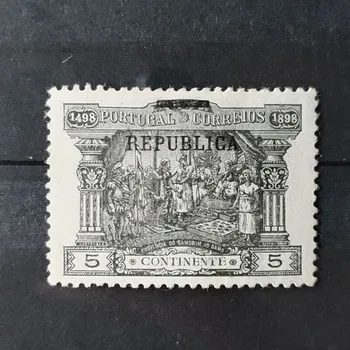 1498 PORTUGAL CORREIOS 1898
REPUBLICA
5 CONTINENTE 5